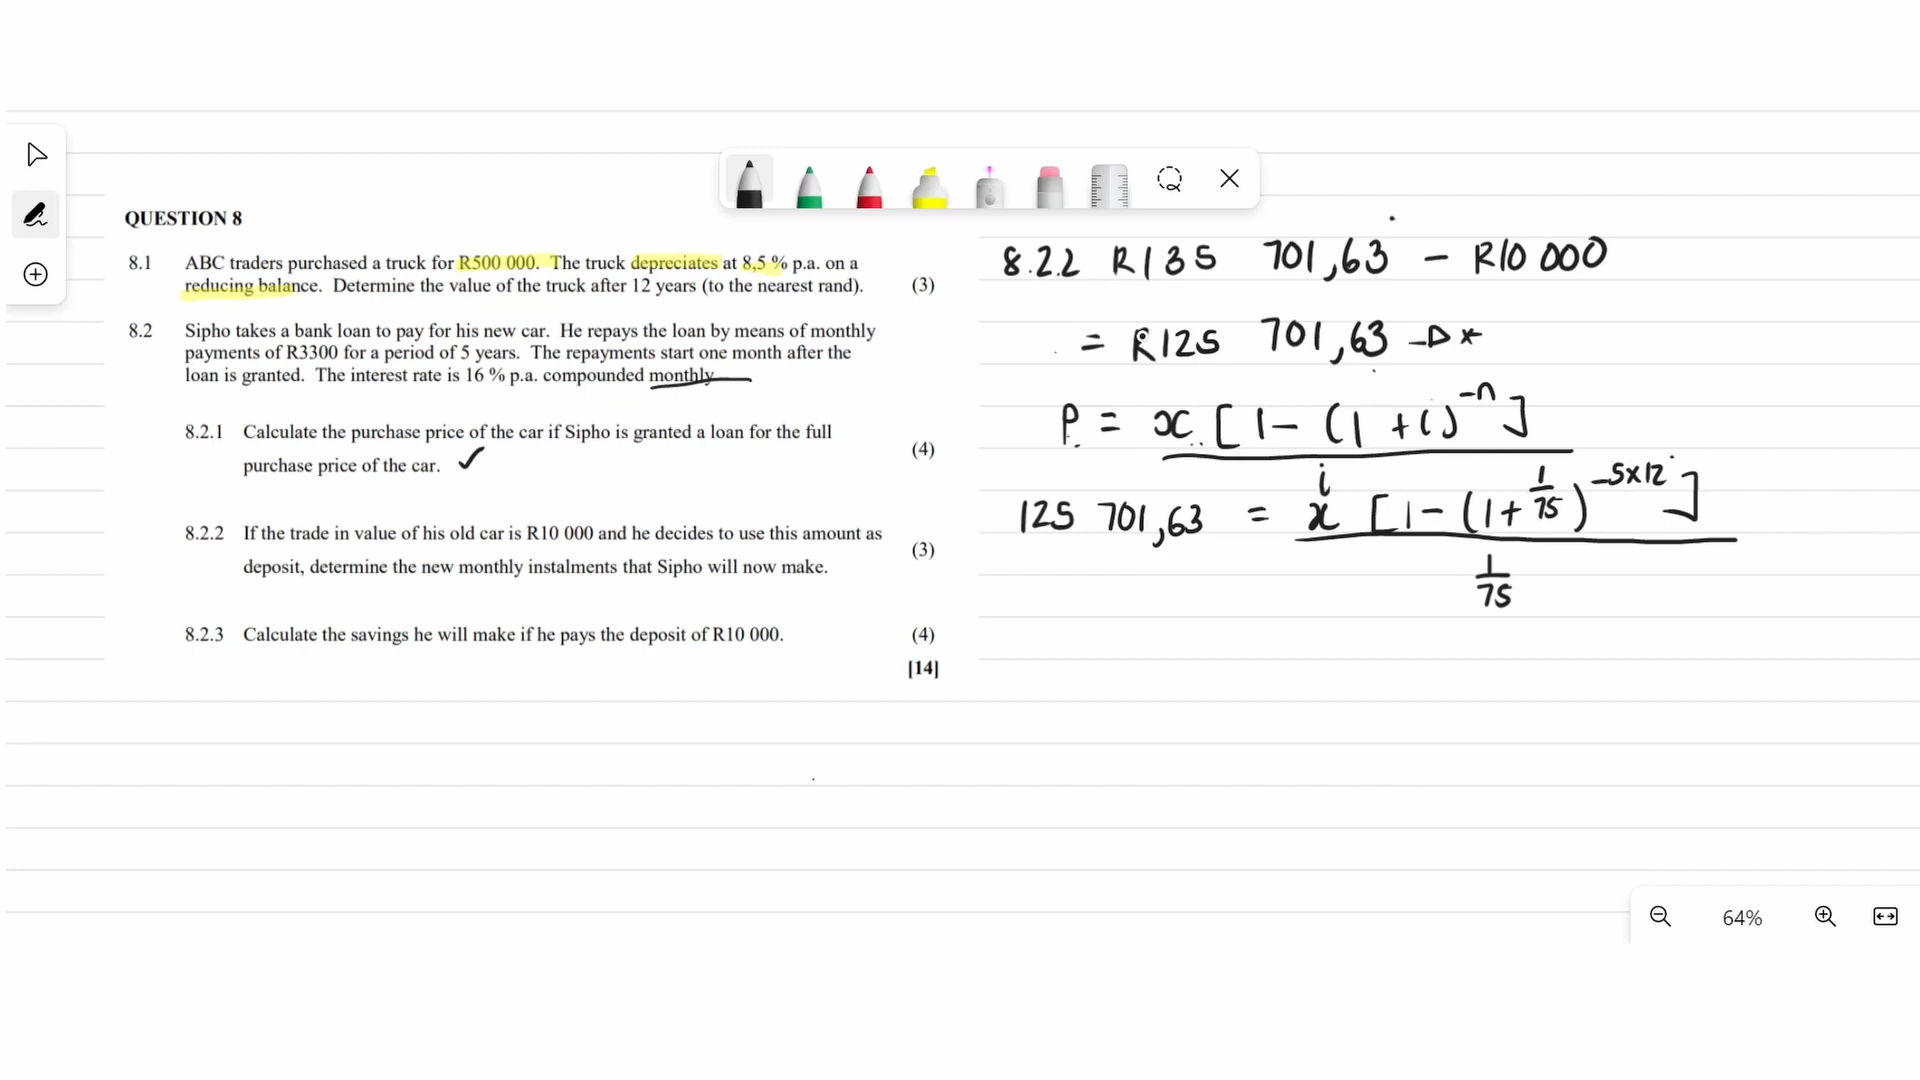 QUESTION 8
8.1 ABC traders purchased a truck for R500 000. The truck depreciates at 8,5 % p.a. on a
reducing balance. Determine the value of the truck after 12 years (to the nearest rand). (3)
8.2 Sipho takes a bank loan to pay for his new car. He repays the loan by means of monthly
payments of R3300 for a period of 5 years. The repayments start one month after the
loan is granted. The interest rate is 16 % p.a. compounded monthly
8.2.1 Calculate the purchase price of the car if Sipho is granted a loan for the full
purchase price of the car. ✓ (4)
8.2.2 If the trade in value of his old car is R10 000 and he decides to use this amount as
deposit, determine the new monthly instalments that Sipho will now make. (3)
8.2.3 Calculate the savings he will make if he pays the deposit of R10 000. (4)
[14]
8.2.2 R135 701,63 - R10 000
= R125 701,63 -▷ *
P = x [1 - (1 + i)^-n]
i
125 701,63 = x [1 - (1 + 1/75)^-5×12]
1/75
64%